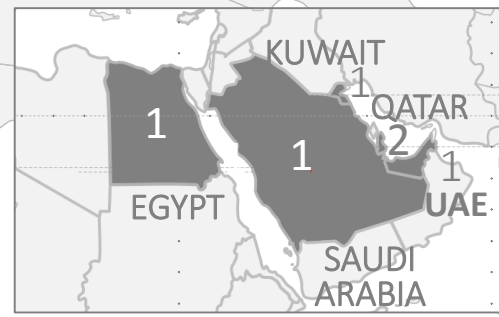 KUWAIT
1
QATAR
1
1
2
1
EGYPT
UAE
SAUDI
ARABIA